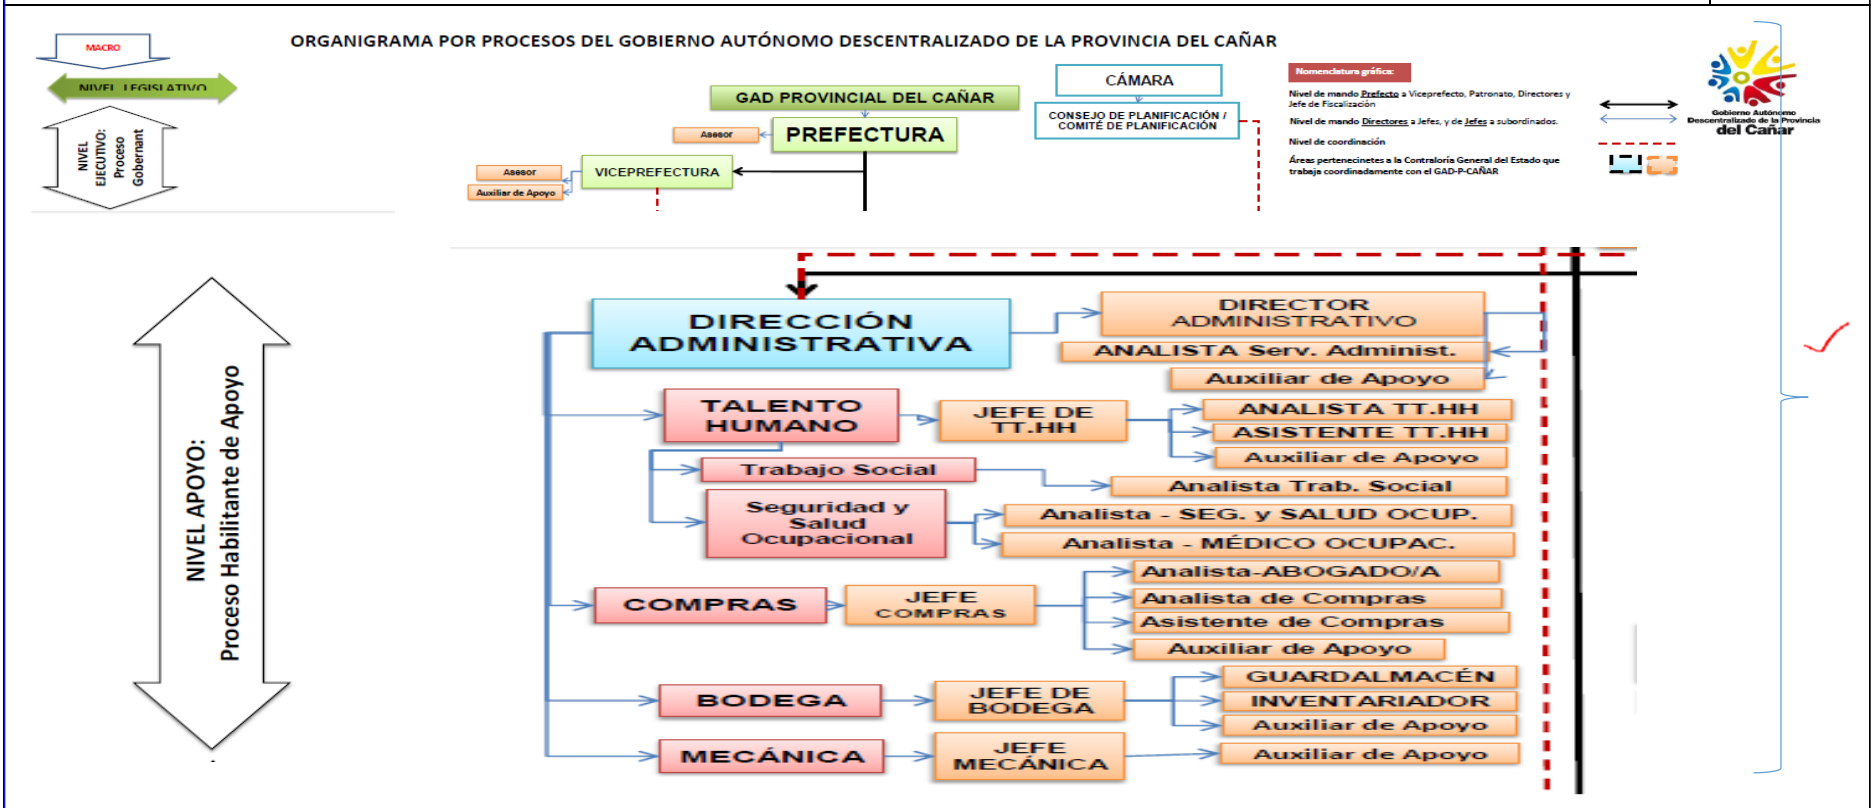 ORGANIGRAMA POR PROCESOS DEL GOBIERNO AUTÓNOMO DESCENTRALIZADO DE LA PROVINCIA DEL CAÑAR
MACRO
NIVEL LEGISLATIVO
NIVEL
EJECUTIVO:
Proceso
Gobernant
GAD PROVINCIAL DEL CAÑAR
PREFECTURA
Asesor
VICEPREFECTURA
Asesor
Auxiliar de Apoyo
CÁMARA
CONSEJO DE PLANIFICACIÓN /
COMITÉ DE PLANIFICACIÓN
Nomenclatura gráfica:
Nivel de mando Prefecto a Viceprefecto, Patronato, Directores y
Jefe de Fiscalización
Nivel de mando Directores a Jefes, y de Jefes a subordinados.
Nivel de coordinación
Áreas pertenecinetes a la Contraloría General del Estado que
trabaja coordinadamente con el GAD-P-CAÑAR
Gobierno Autónomo
Descentralizado de la Provincia
del Cañar
NIVEL APOYO:
Proceso Habilitante de Apoyo
DIRECCIÓN
ADMINISTRATIVA
DIRECTOR
ADMINISTRATIVO
ANALISTA Serv. Administ.
Auxiliar de Apoyo
TALENTO
HUMANO
JEFE DE
TT.HH
ANALISTA TT.HH
ASISTENTE TT.HH
Auxiliar de Apoyo
Trabajo Social
Analista Trab. Social
Seguridad y
Salud
Ocupacional
Analista - SEG. y SALUD OCUP.
Analista - MÉDICO OCUPAC.
COMPRAS
JEFE
COMPRAS
Analista-ABOGADO/A
Analista de Compras
Asistente de Compras
Auxiliar de Apoyo
BODEGA
JEFE DE
BODEGA
GUARDALMACÉN
INVENTARIADOR
Auxiliar de Apoyo
MECÁNICA
JEFE
MECÁNICA
Auxiliar de Apoyo